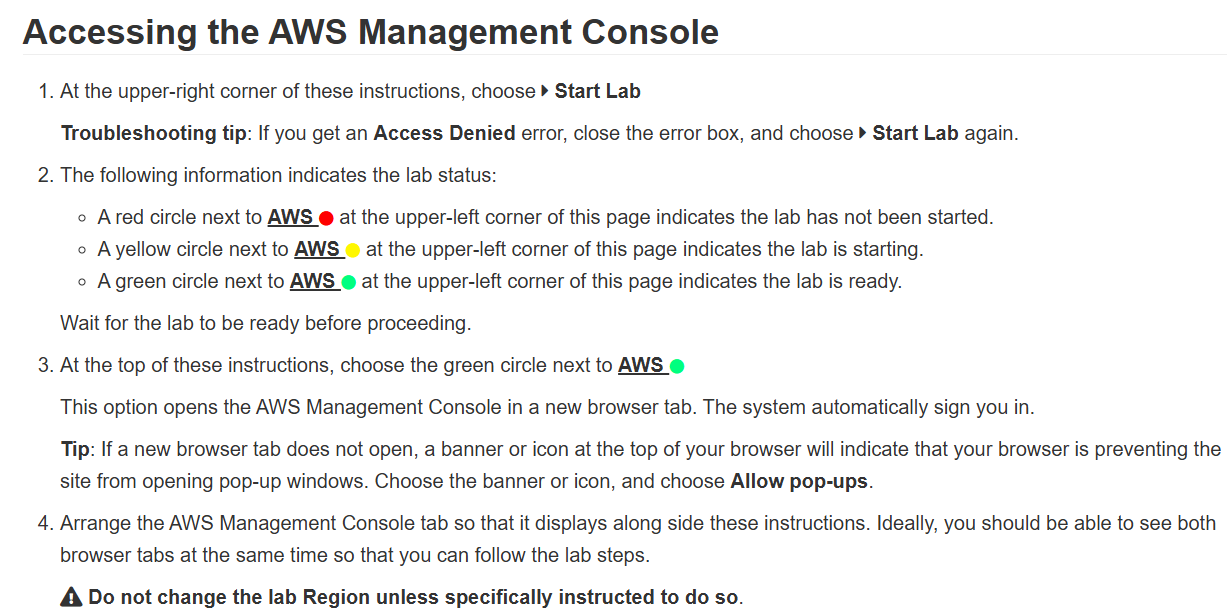 Accessing the AWS Management Console
1. At the upper-right corner of these instructions, choose Start Lab
Troubleshooting tip: If you get an Access Denied error, close the error box, and choose Start Lab again.
2. The following information indicates the lab status:
A red circle next to AWS at the upper-left corner of this page indicates the lab has not been started.
A yellow circle next to AWS at the upper-left corner of this page indicates the lab is starting.
A green circle next to AWS at the upper-left corner of this page indicates the lab is ready.
Wait for the lab to be ready before proceeding.
3. At the top of these instructions, choose the green circle next to AWS
This option opens the AWS Management Console in a new browser tab. The system automatically sign you in.
Tip: If a new browser tab does not open, a banner or icon at the top of your browser will indicate that your browser is preventing the
site from opening pop-up windows. Choose the banner or icon, and choose Allow pop-ups.
4. Arrange the AWS Management Console tab so that it displays along side these instructions. Ideally, you should be able to see both
browser tabs at the same time so that you can follow the lab steps.
Do not change the lab Region unless specifically instructed to do so.